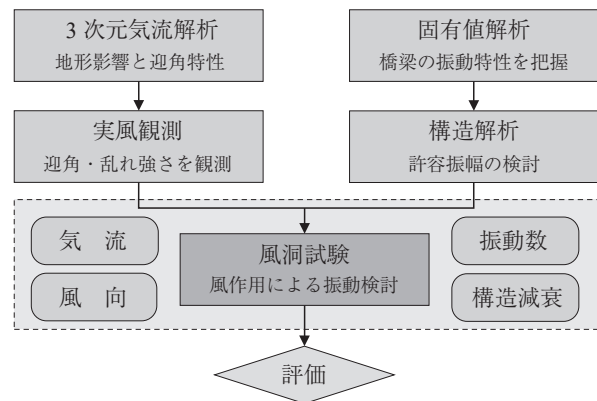 3 次元気流解析
地形影響と迎角特性
固有値解析
橋梁の振動特性を把握
実風観測
迎角・乱れ強さを観測
構造解析
許容振幅の検討
気　流
風　向
風洞試験
風作用による振動検討
振動数
構造減衰
評価